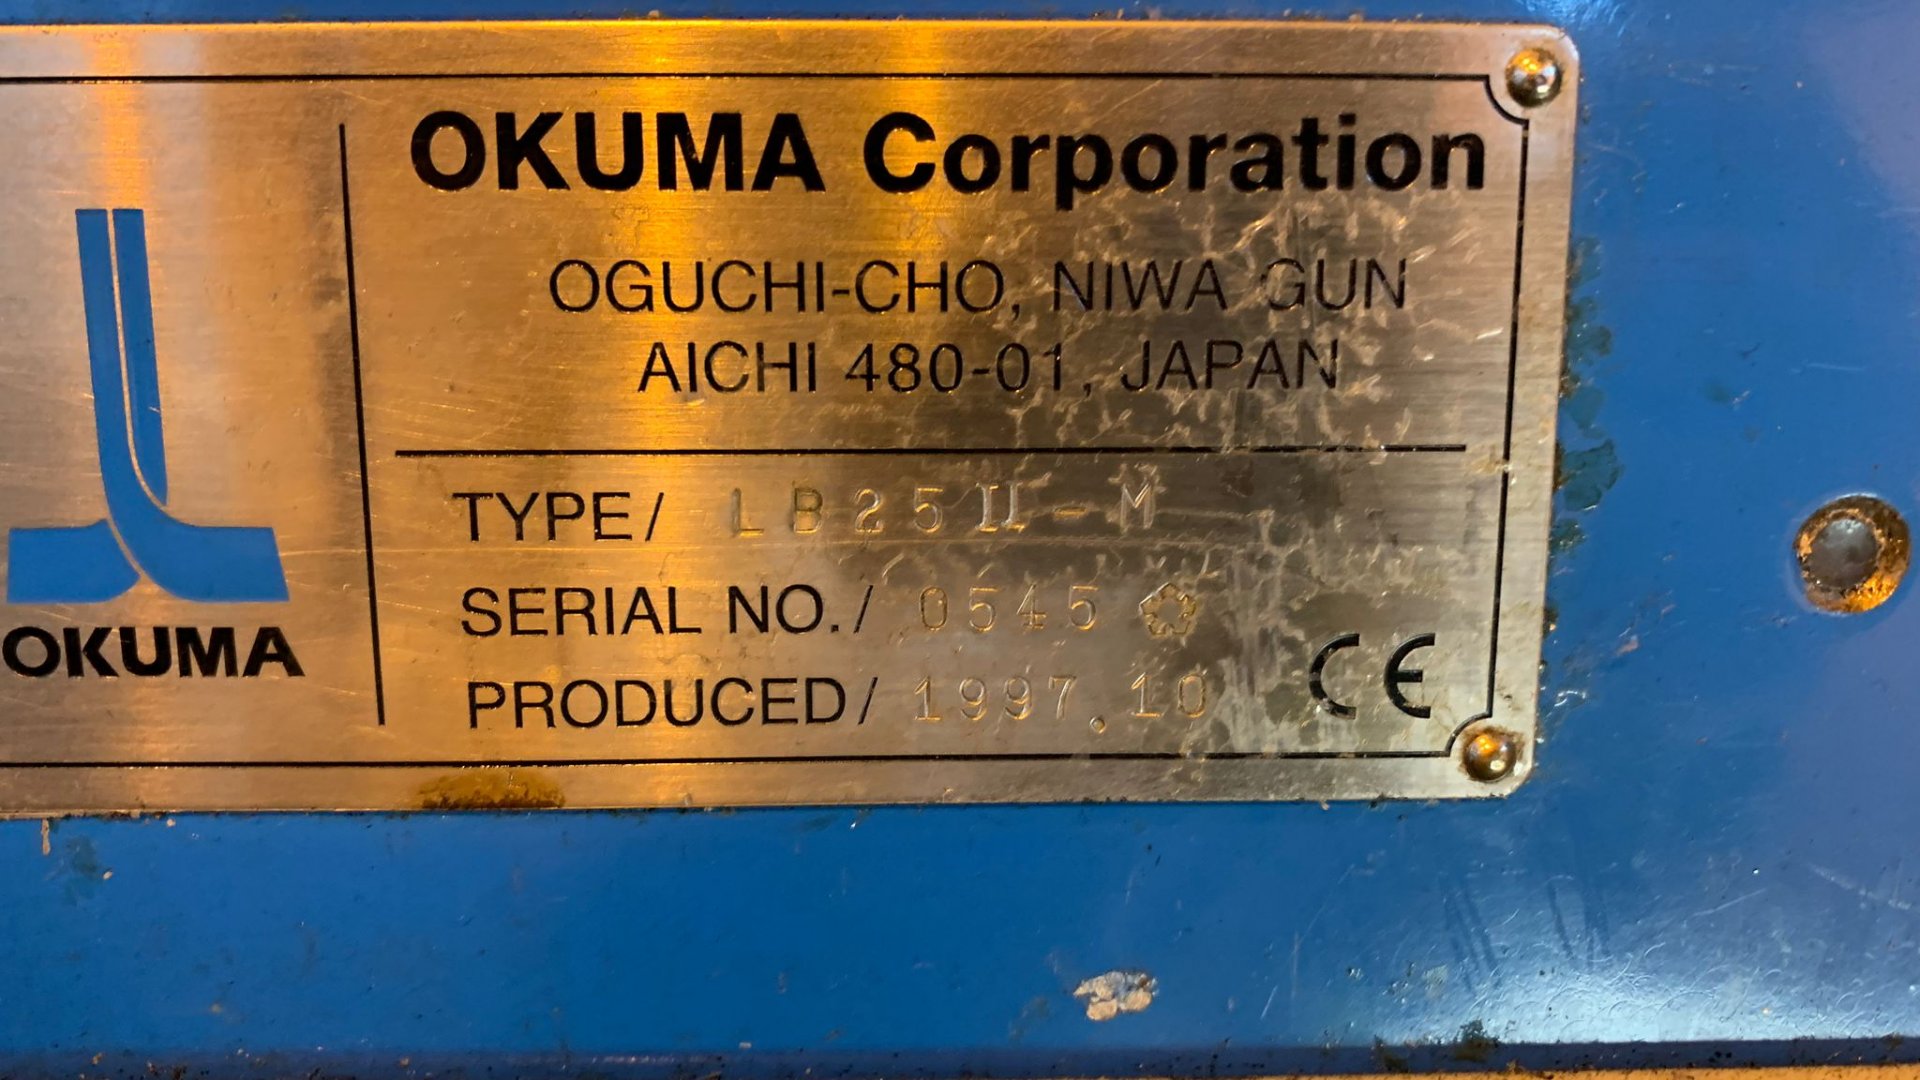 OKUMA Corporation
OGUCHI-CHO, NIWA GUN
AICHI 480-01, JAPAN
TYPE/ LB25II-M
SERIAL NO./ 0545
PRODUCED/ 1997.10
CE
OKUMA